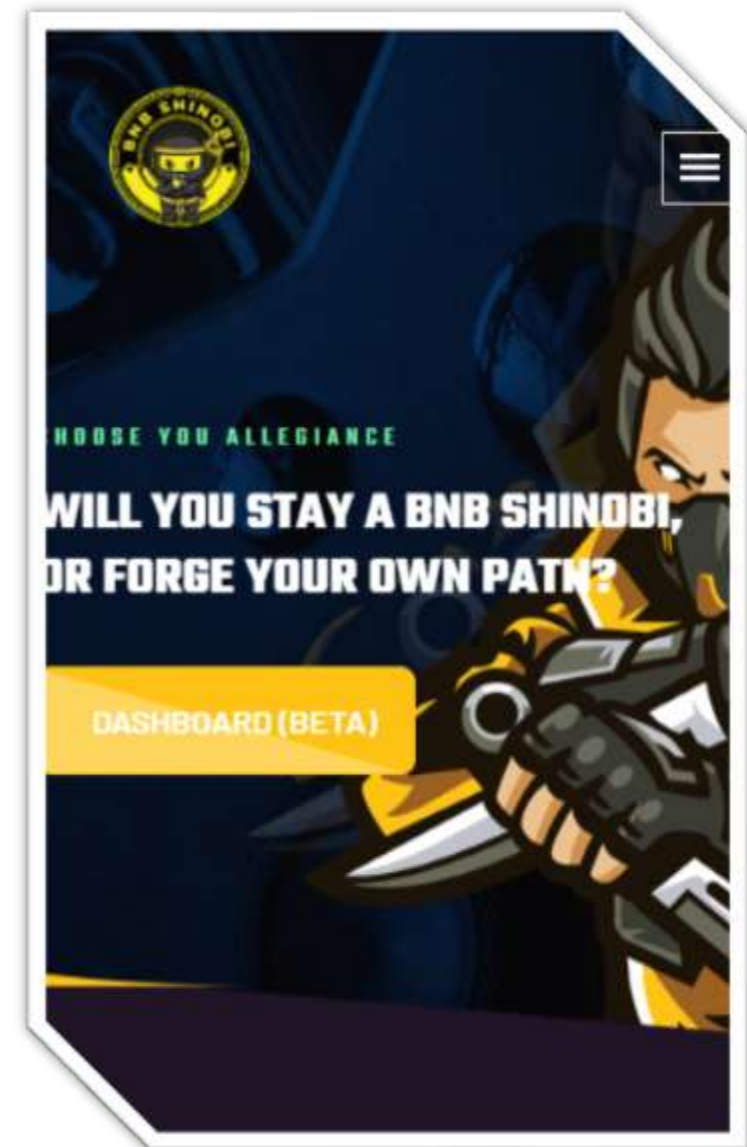 BNB SHINOBI
HOOSE YOU ALLEGIANCE
WILL YOU STAY A BNB SHINOBI,
OR FORGE YOUR OWN PATH?
DASHBOARD (BETA)